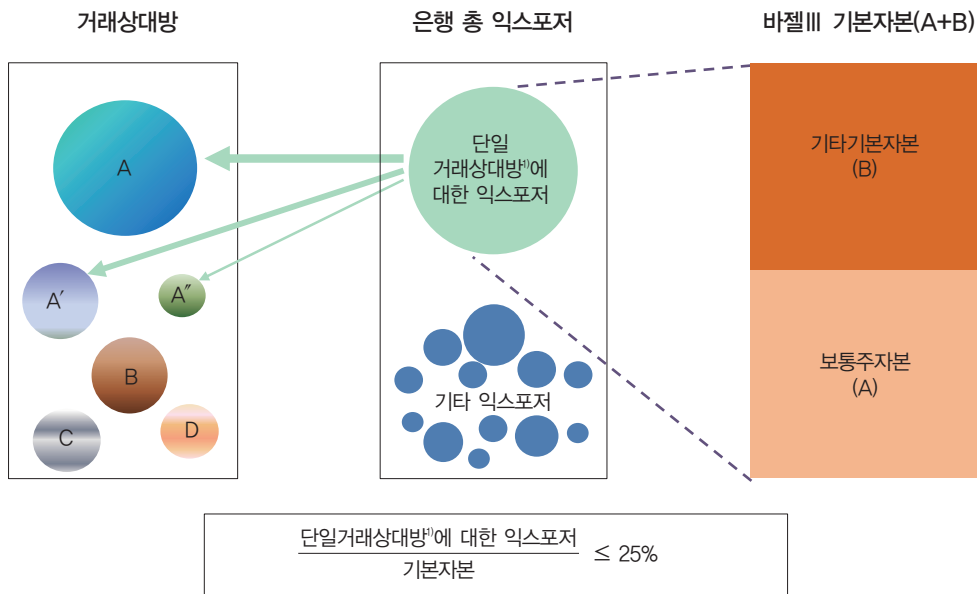 거래상대방
은행 총 익스포저
바젤Ⅲ 기본자본(A+B)
A
A′
A″
B
C
D
단일
거래상대방¹⁾에
대한 익스포저
기타 익스포저
기타기본자본
(B)
보통주자본
(A)
단일거래상대방¹⁾에 대한 익스포저
기본자본
≤ 25%